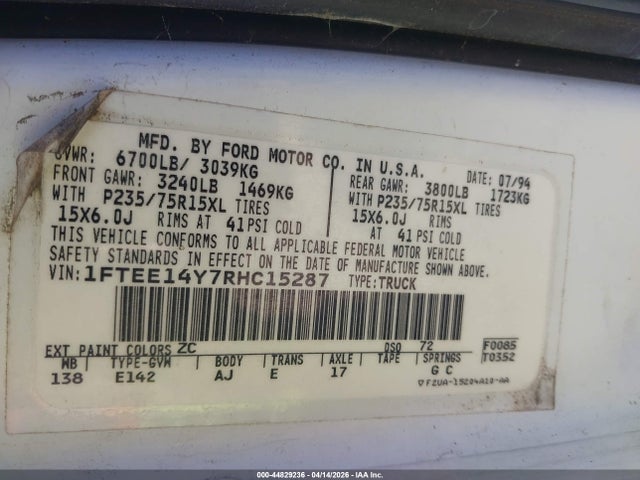 MFD. BY FORD MOTOR CO. IN U.S.A.
GVWR: 6700LB/ 3039KG DATE: 07/94
FRONT GAWR: 3240LB 1469KG REAR GAWR: 3800LB 1723KG
WITH P235/75R15XL TIRES WITH P235/75R15XL TIRES
15X6.0J RIMS AT 41PSI COLD 15X6.0J RIMS
AT 41 PSI COLD
THIS VEHICLE CONFORMS TO ALL APPLICABLE FEDERAL MOTOR VEHICLE
SAFETY STANDARDS IN EFFECT ON THE DATE OF MANUFACTURE SHOWN ABOVE
VIN: 1FTEE14Y7RHC15287 TYPE: TRUCK
EXT PAINT COLORS ZC DSO 72 F0085
WB TYPE-GVW BODY TRANS AXLE TAPE SPRINGS T0352
138 E142 AJ E 17 G C
F2UA-15204A10-AA
000-44829236 - 04/14/2026 - IAA Inc.